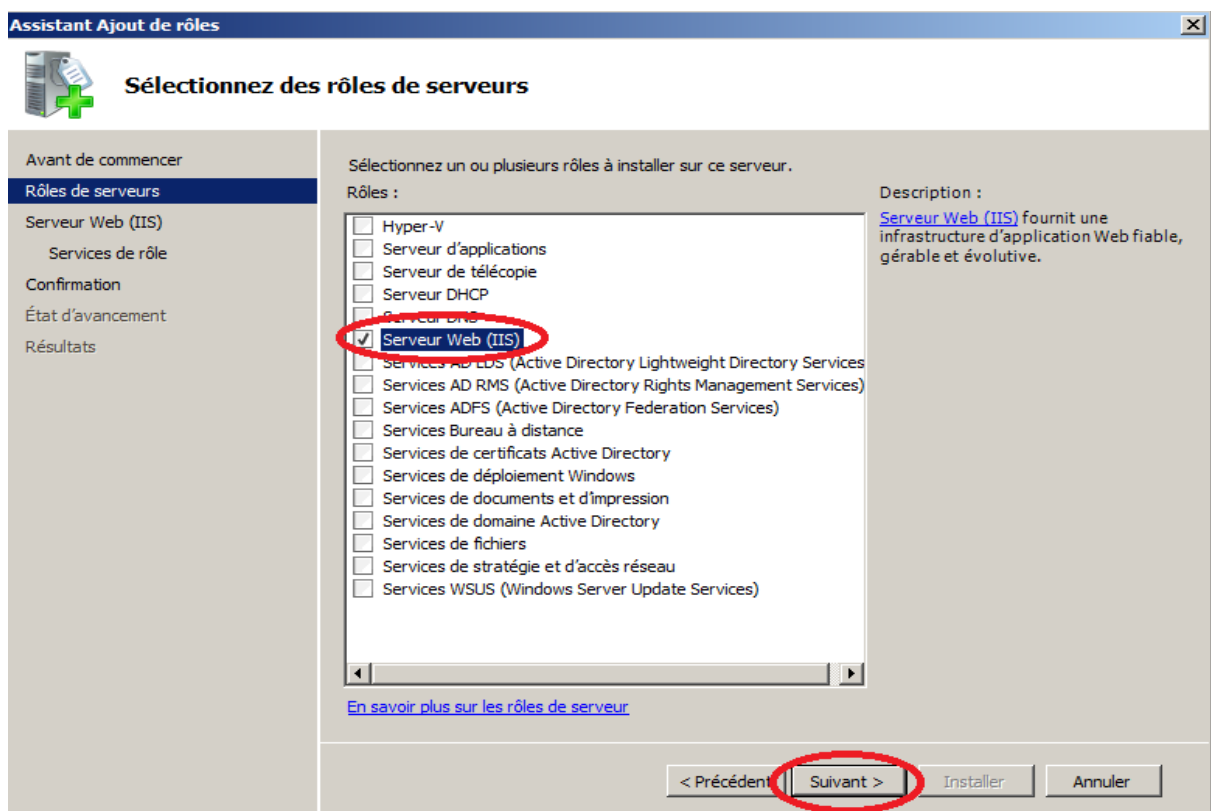 Assistant Ajout de rôles
Sélectionnez des rôles de serveurs
Avant de commencer
Rôles de serveurs
Serveur Web (IIS)
Services de rôle
Confirmation
État d'avancement
Résultats
Sélectionnez un ou plusieurs rôles à installer sur ce serveur.
Rôles :
Hyper-V
Serveur d'applications
Serveur de télécopie
Serveur DHCP
Serveur DNS
Serveur Web (IIS)
Services AD LDS (Active Directory Lightweight Directory Services
Services AD RMS (Active Directory Rights Management Services)
Services ADFS (Active Directory Federation Services)
Services Bureau à distance
Services de certificats Active Directory
Services de déploiement Windows
Services de documents et d'impression
Services de domaine Active Directory
Services de fichiers
Services de stratégie et d'accès réseau
Services WSUS (Windows Server Update Services)
En savoir plus sur les rôles de serveur
Description :
Serveur Web (IIS) fournit une
infrastructure d'application Web fiable,
gérable et évolutive.
< Précédent
Suivant >
Installer
Annuler